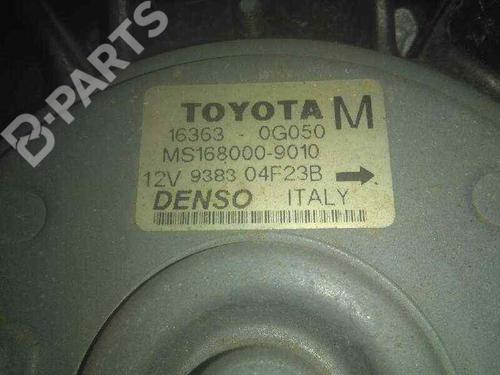 B-PARTS
TOYOTA M
16363 - 0G050
MS168000-9010
12V 9383 04F23B →
DENSO ITALY